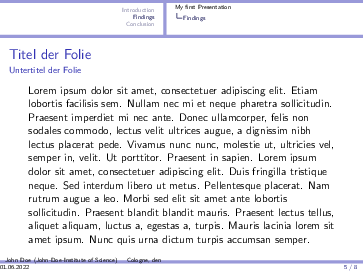 Introduction
Findings
Conclusion
My first Presentation
Findings
Titel der Folie
Untertitel der Folie
Lorem ipsum dolor sit amet, consectetuer adipiscing elit. Etiam
lobortis facilisis sem. Nullam nec mi et neque pharetra sollicitudin.
Praesent imperdiet mi nec ante. Donec ullamcorper, felis non
sodales commodo, lectus velit ultrices augue, a dignissim nibh
lectus placerat pede. Vivamus nunc nunc, molestie ut, ultricies vel,
semper in, velit. Ut porttitor. Praesent in sapien. Lorem ipsum
dolor sit amet, consectetuer adipiscing elit. Duis fringilla tristique
neque. Sed interdum libero ut metus. Pellentesque placerat. Nam
rutrum augue a leo. Morbi sed elit sit amet ante lobortis
sollicitudin. Praesent blandit blandit mauris. Praesent lectus tellus,
aliquet aliquam, luctus a, egestas a, turpis. Mauris lacinia lorem sit
amet ipsum. Nunc quis urna dictum turpis accumsan semper.
John Doe (John-Doe-Institute of Science) Cologne, den
01.06.2022 5 / 8